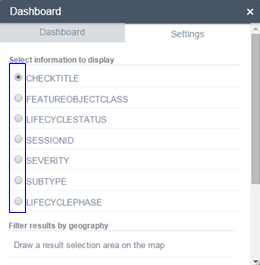 Dashboard ×
Dashboard Settings
Select information to display
CHECKTITLE
FEATUREOBJECTCLASS
LIFECYCLESTATUS
SESSIONID
SEVERITY
SUBTYPE
LIFECYCLEPHASE
Filter results by geography
Draw a result selection area on the map